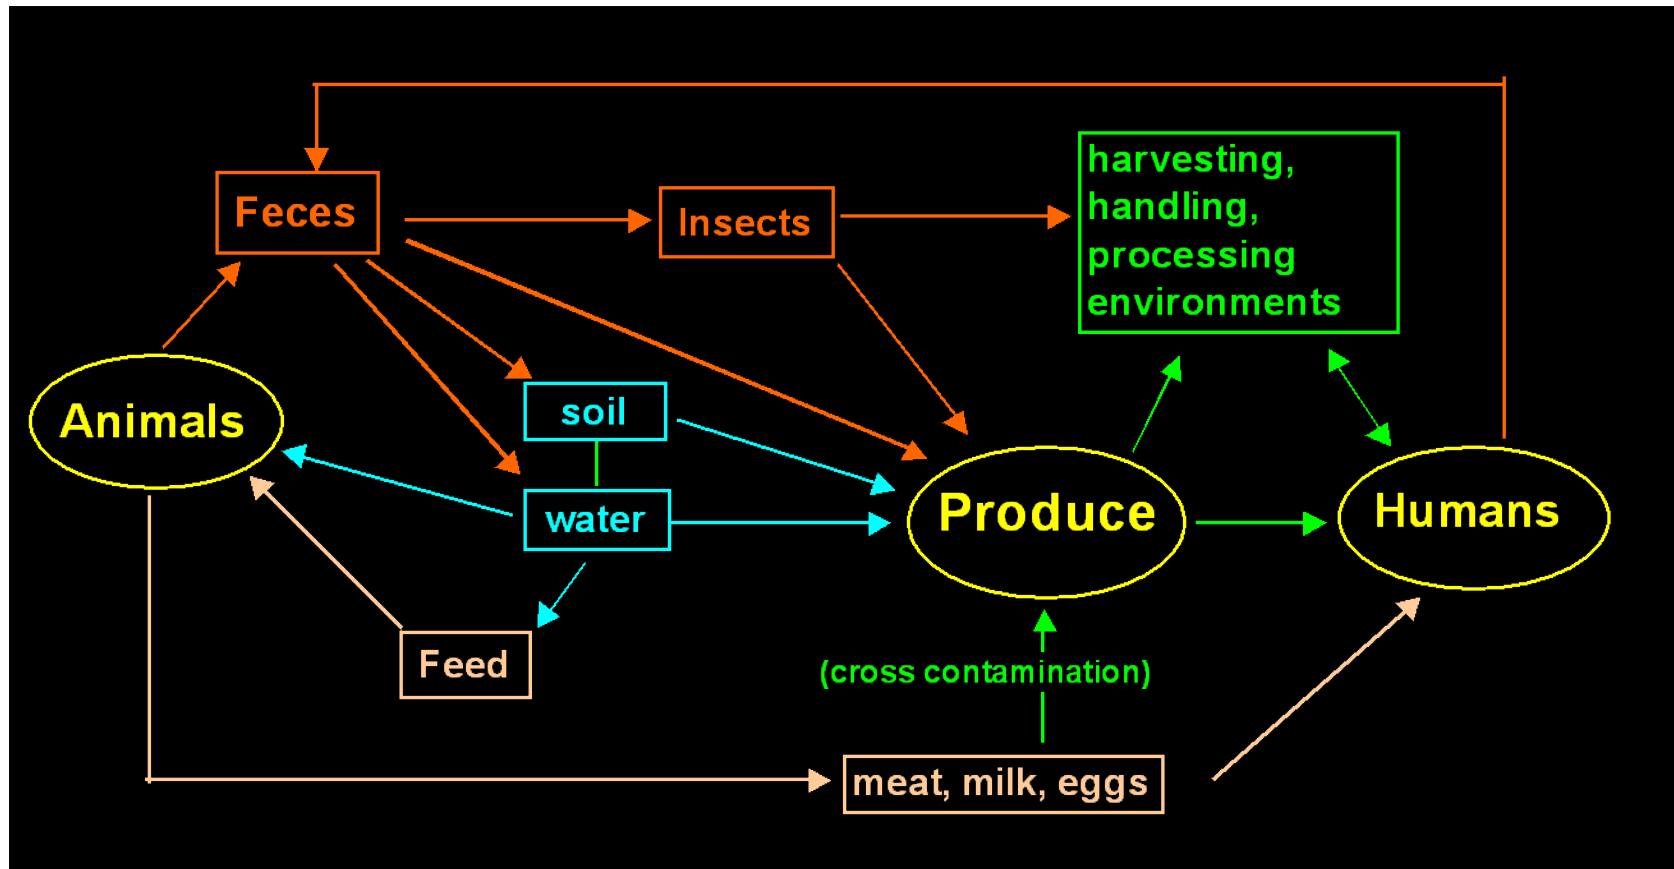 harvesting,
handling,
processing
environments
Feces
Insects
Animals
soil
water
Produce
Humans
Feed
(cross contamination)
meat, milk, eggs